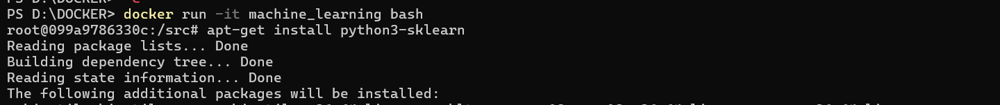 PS D:\DOCKER> docker run -it machine_learning bash
root@099a9786330c:/src# apt-get install python3-sklearn
Reading package lists... Done
Building dependency tree... Done
Reading state information... Done
The following additional packages will be installed: